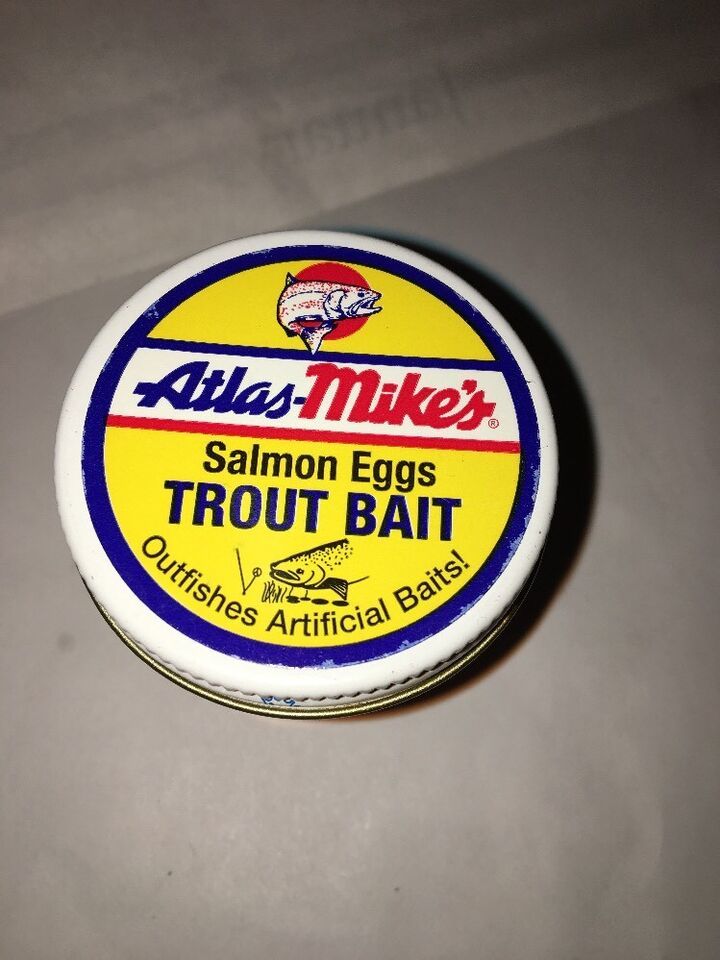 Atlas-Mike's®
Salmon Eggs
TROUT BAIT
Outfishes Artificial Baits!